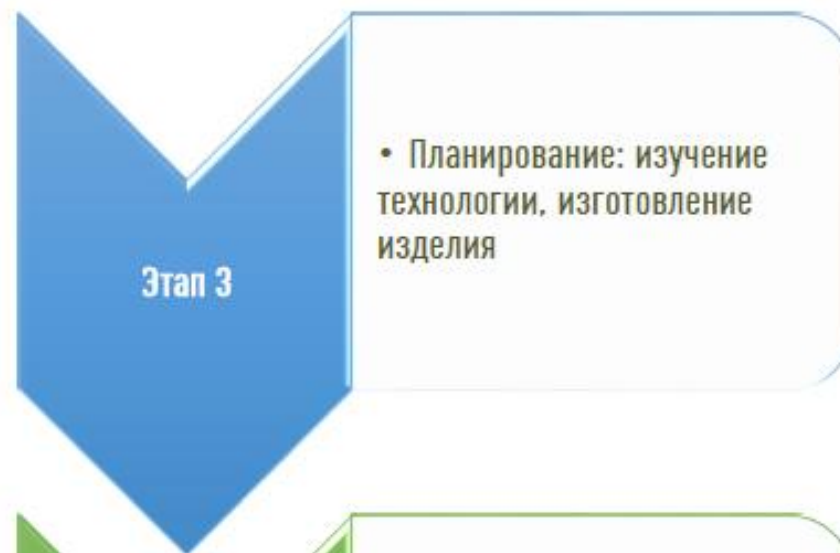 Этап 3
• Планирование: изучение
технологии, изготовление
изделия